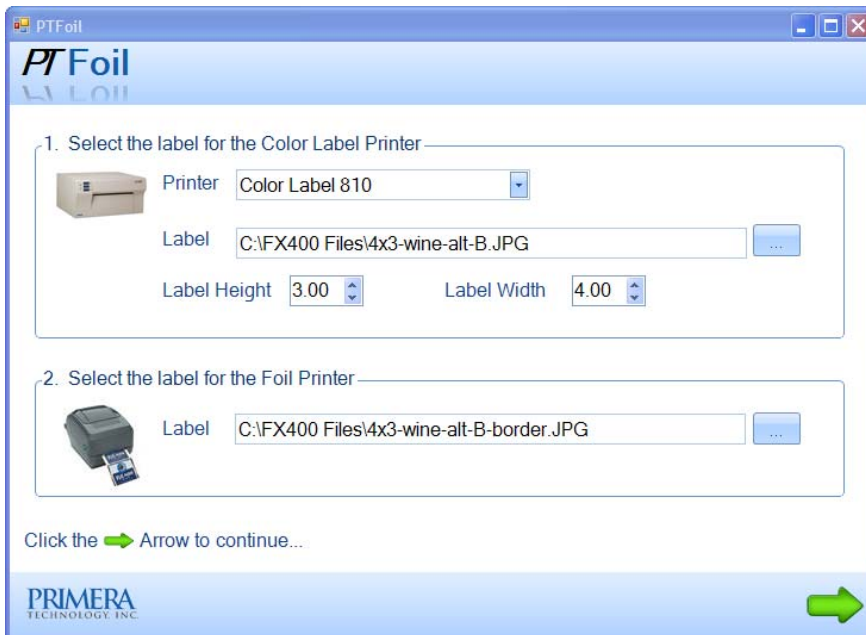 PTFoil
PT Foil
1. Select the label for the Color Label Printer
Printer Color Label 810
Label C:\FX400 Files\4x3-wine-alt-B.JPG ...
Label Height 3.00 Label Width 4.00
2. Select the label for the Foil Printer
Label C:\FX400 Files\4x3-wine-alt-B-border.JPG ...
Click the Arrow to continue...
PRIMERA
TECHNOLOGY, INC.